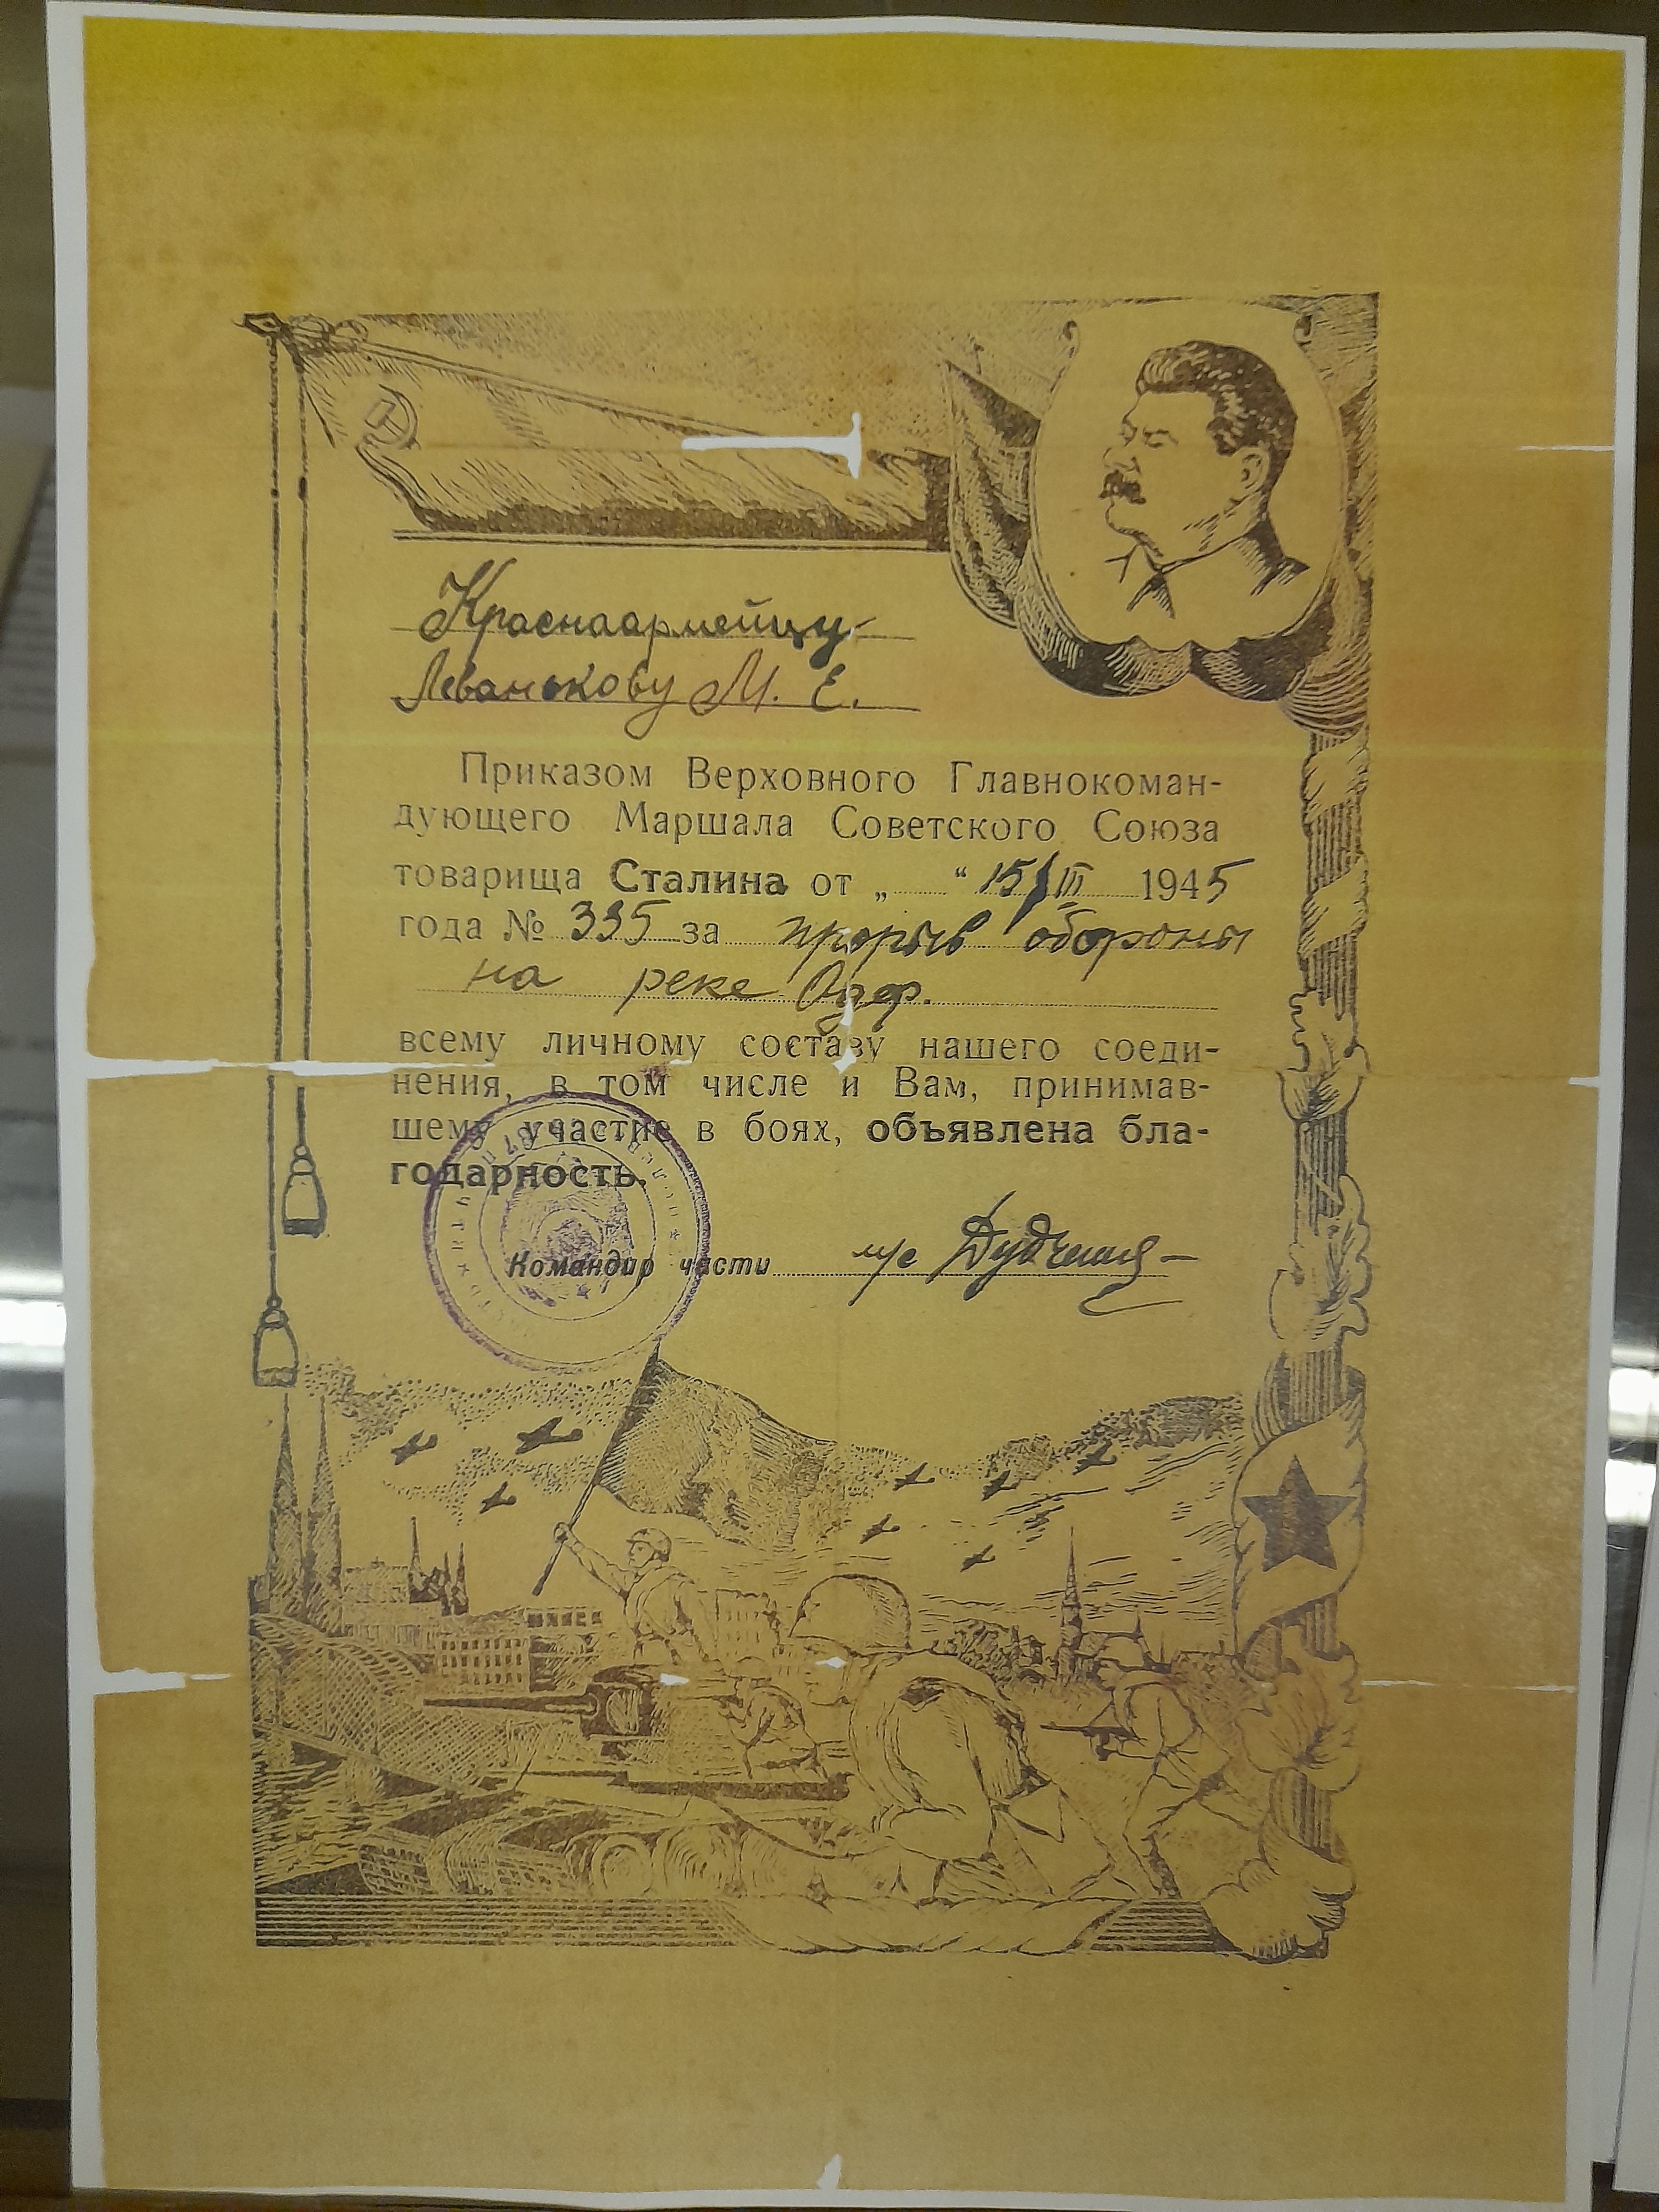 Краснаармейцу
Леванькову М. Е.
Приказом Верховного Главнокоман-
дующего Маршала Советского Союза
товарища Сталина от „ “ 15/III 1945
года № 335 за прорыв обороны
на реке Одер.
всему личному составу нашего соеди-
нения, в том числе и Вам, принимав-
шему участие в боях, объявлена бла-
годарность.
Командир части м/с